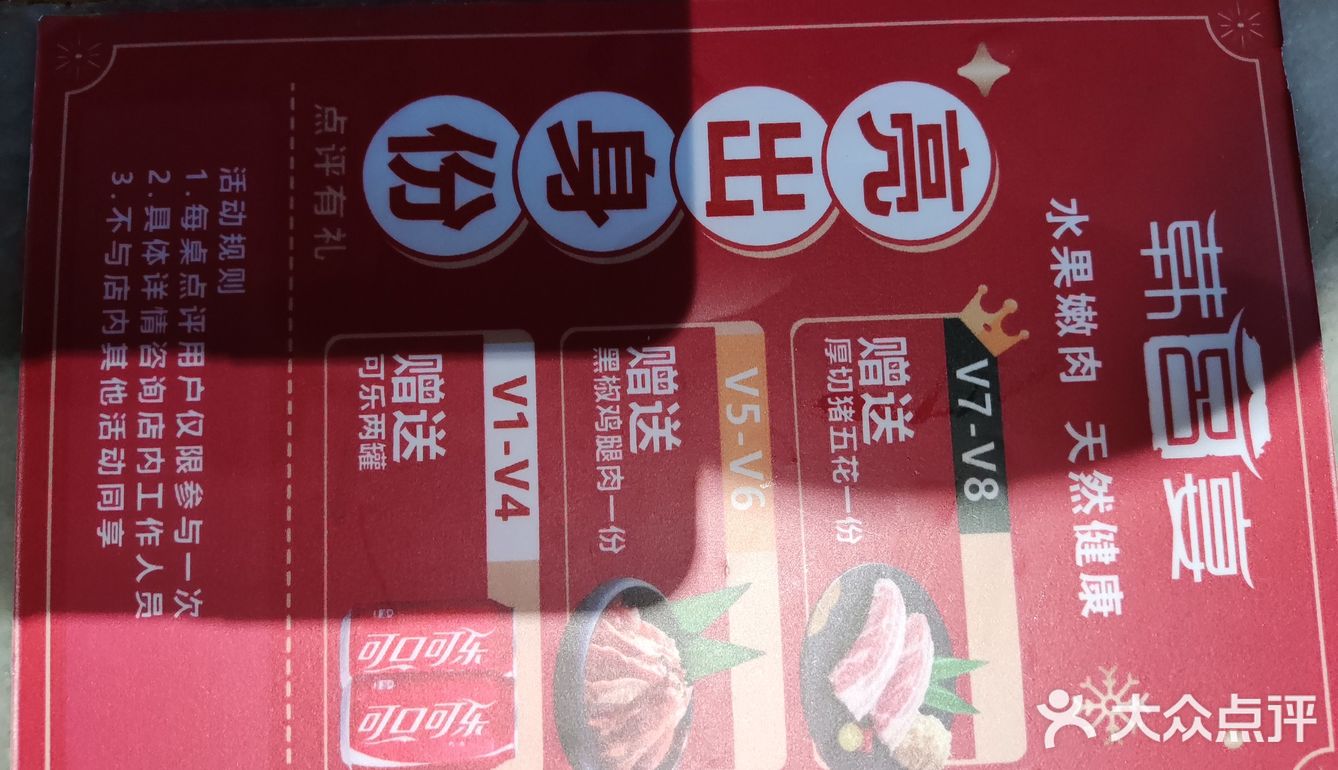 韩宫宴
水果嫩肉 天然健康
亮出身份
点评有礼
V7-V8
赠送
厚切猪五花一份
V5-V6
赠送
黑椒鸡腿肉一份
V1-V4
赠送
可乐两罐
可口可乐
可口可乐
活动规则
1.每桌点评用户仅限参与一次
2.具体详情咨询店内工作人员
3.不与店内其他活动同享
大众点评